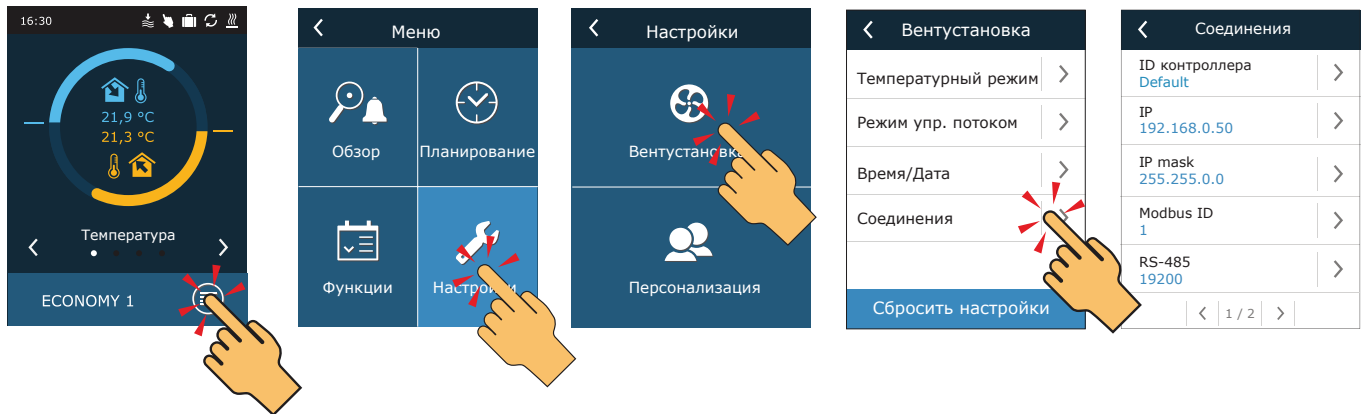 16:30
21,9 °C
21,3 °C
Температура
ECONOMY 1
Меню
Обзор
Планирование
Функции
Настройки
Настройки
Вентустановка
Персонализация
Вентустановка
Температурный режим
Режим упр. потоком
Время/Дата
Соединения
Сбросить настройки
Соединения
ID контроллера
Default
IP
192.168.0.50
IP mask
255.255.0.0
Modbus ID
1
RS-485
19200
1 / 2